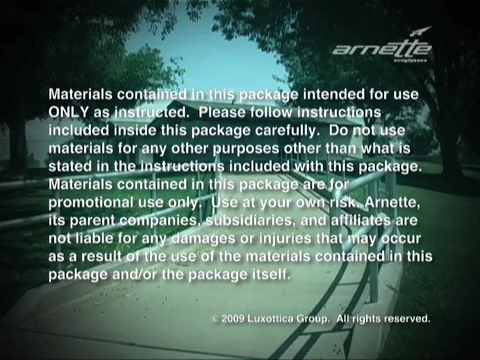 arnette
sunglasses
Materials contained in this package intended for use
ONLY as instructed. Please follow instructions
included inside this package carefully. Do not use
materials for any other purposes other than what is
stated in the instructions included with this package.
Materials contained in this package are for
promotional use only. Use at your own risk. Arnette,
its parent companies, subsidiaries, and affiliates are
not liable for any damages or injuries that may occur
as a result of the use of the materials contained in this
package and/or the package itself.
© 2009 Luxottica Group. All rights reserved.